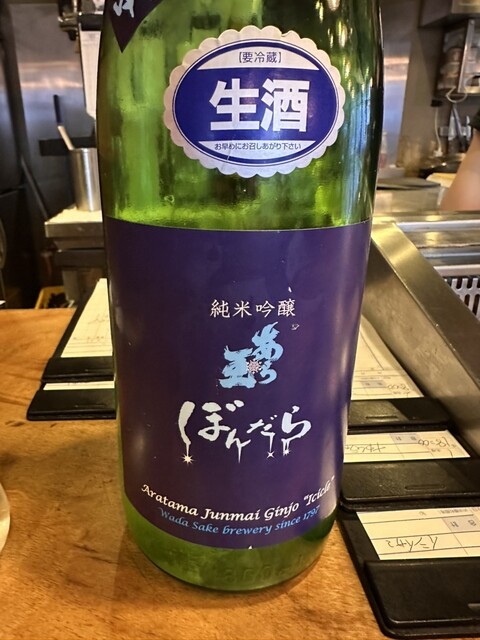 [要冷蔵]
生酒
お早めにお召しあがり下さい
純米吟醸
あら玉
ぼんだら
Aratama Junmai Ginjo "Icicle"
Wada Sake brewery since 1797